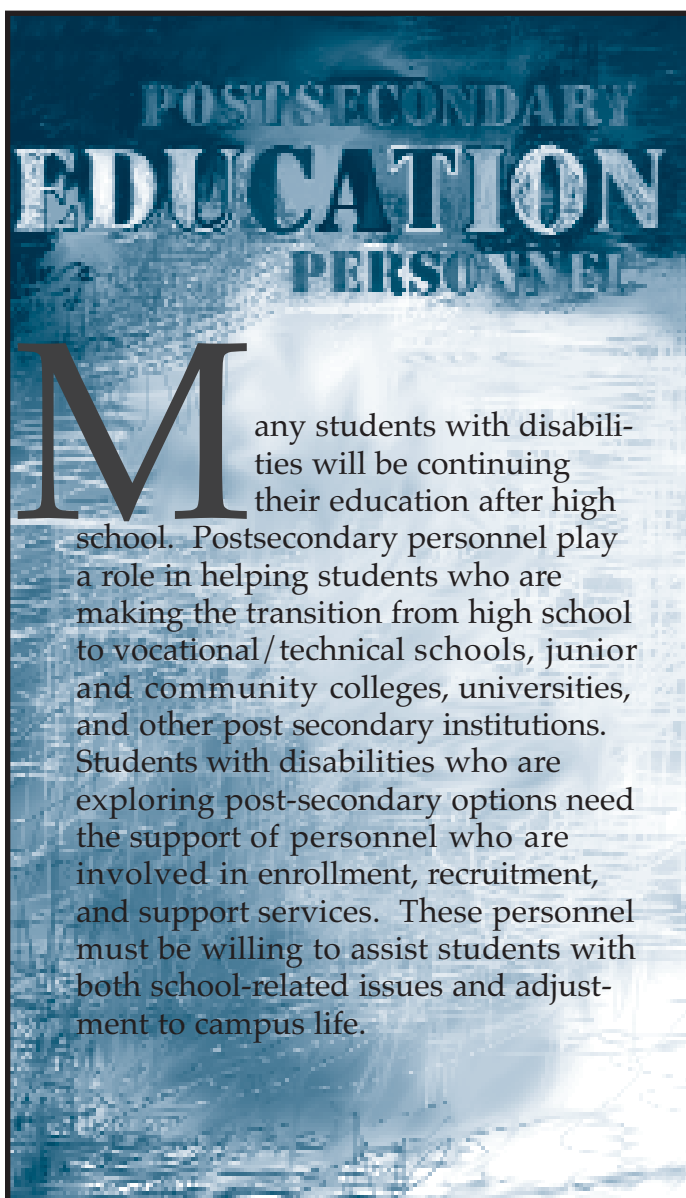 POSTSECONDARY
EDUCATION
PERSONNEL
Many students with disabili-
ties will be continuing
their education after high
school. Postsecondary personnel play
a role in helping students who are
making the transition from high school
to vocational/technical schools, junior
and community colleges, universities,
and other post secondary institutions.
Students with disabilities who are
exploring post-secondary options need
the support of personnel who are
involved in enrollment, recruitment,
and support services. These personnel
must be willing to assist students with
both school-related issues and adjust-
ment to campus life.